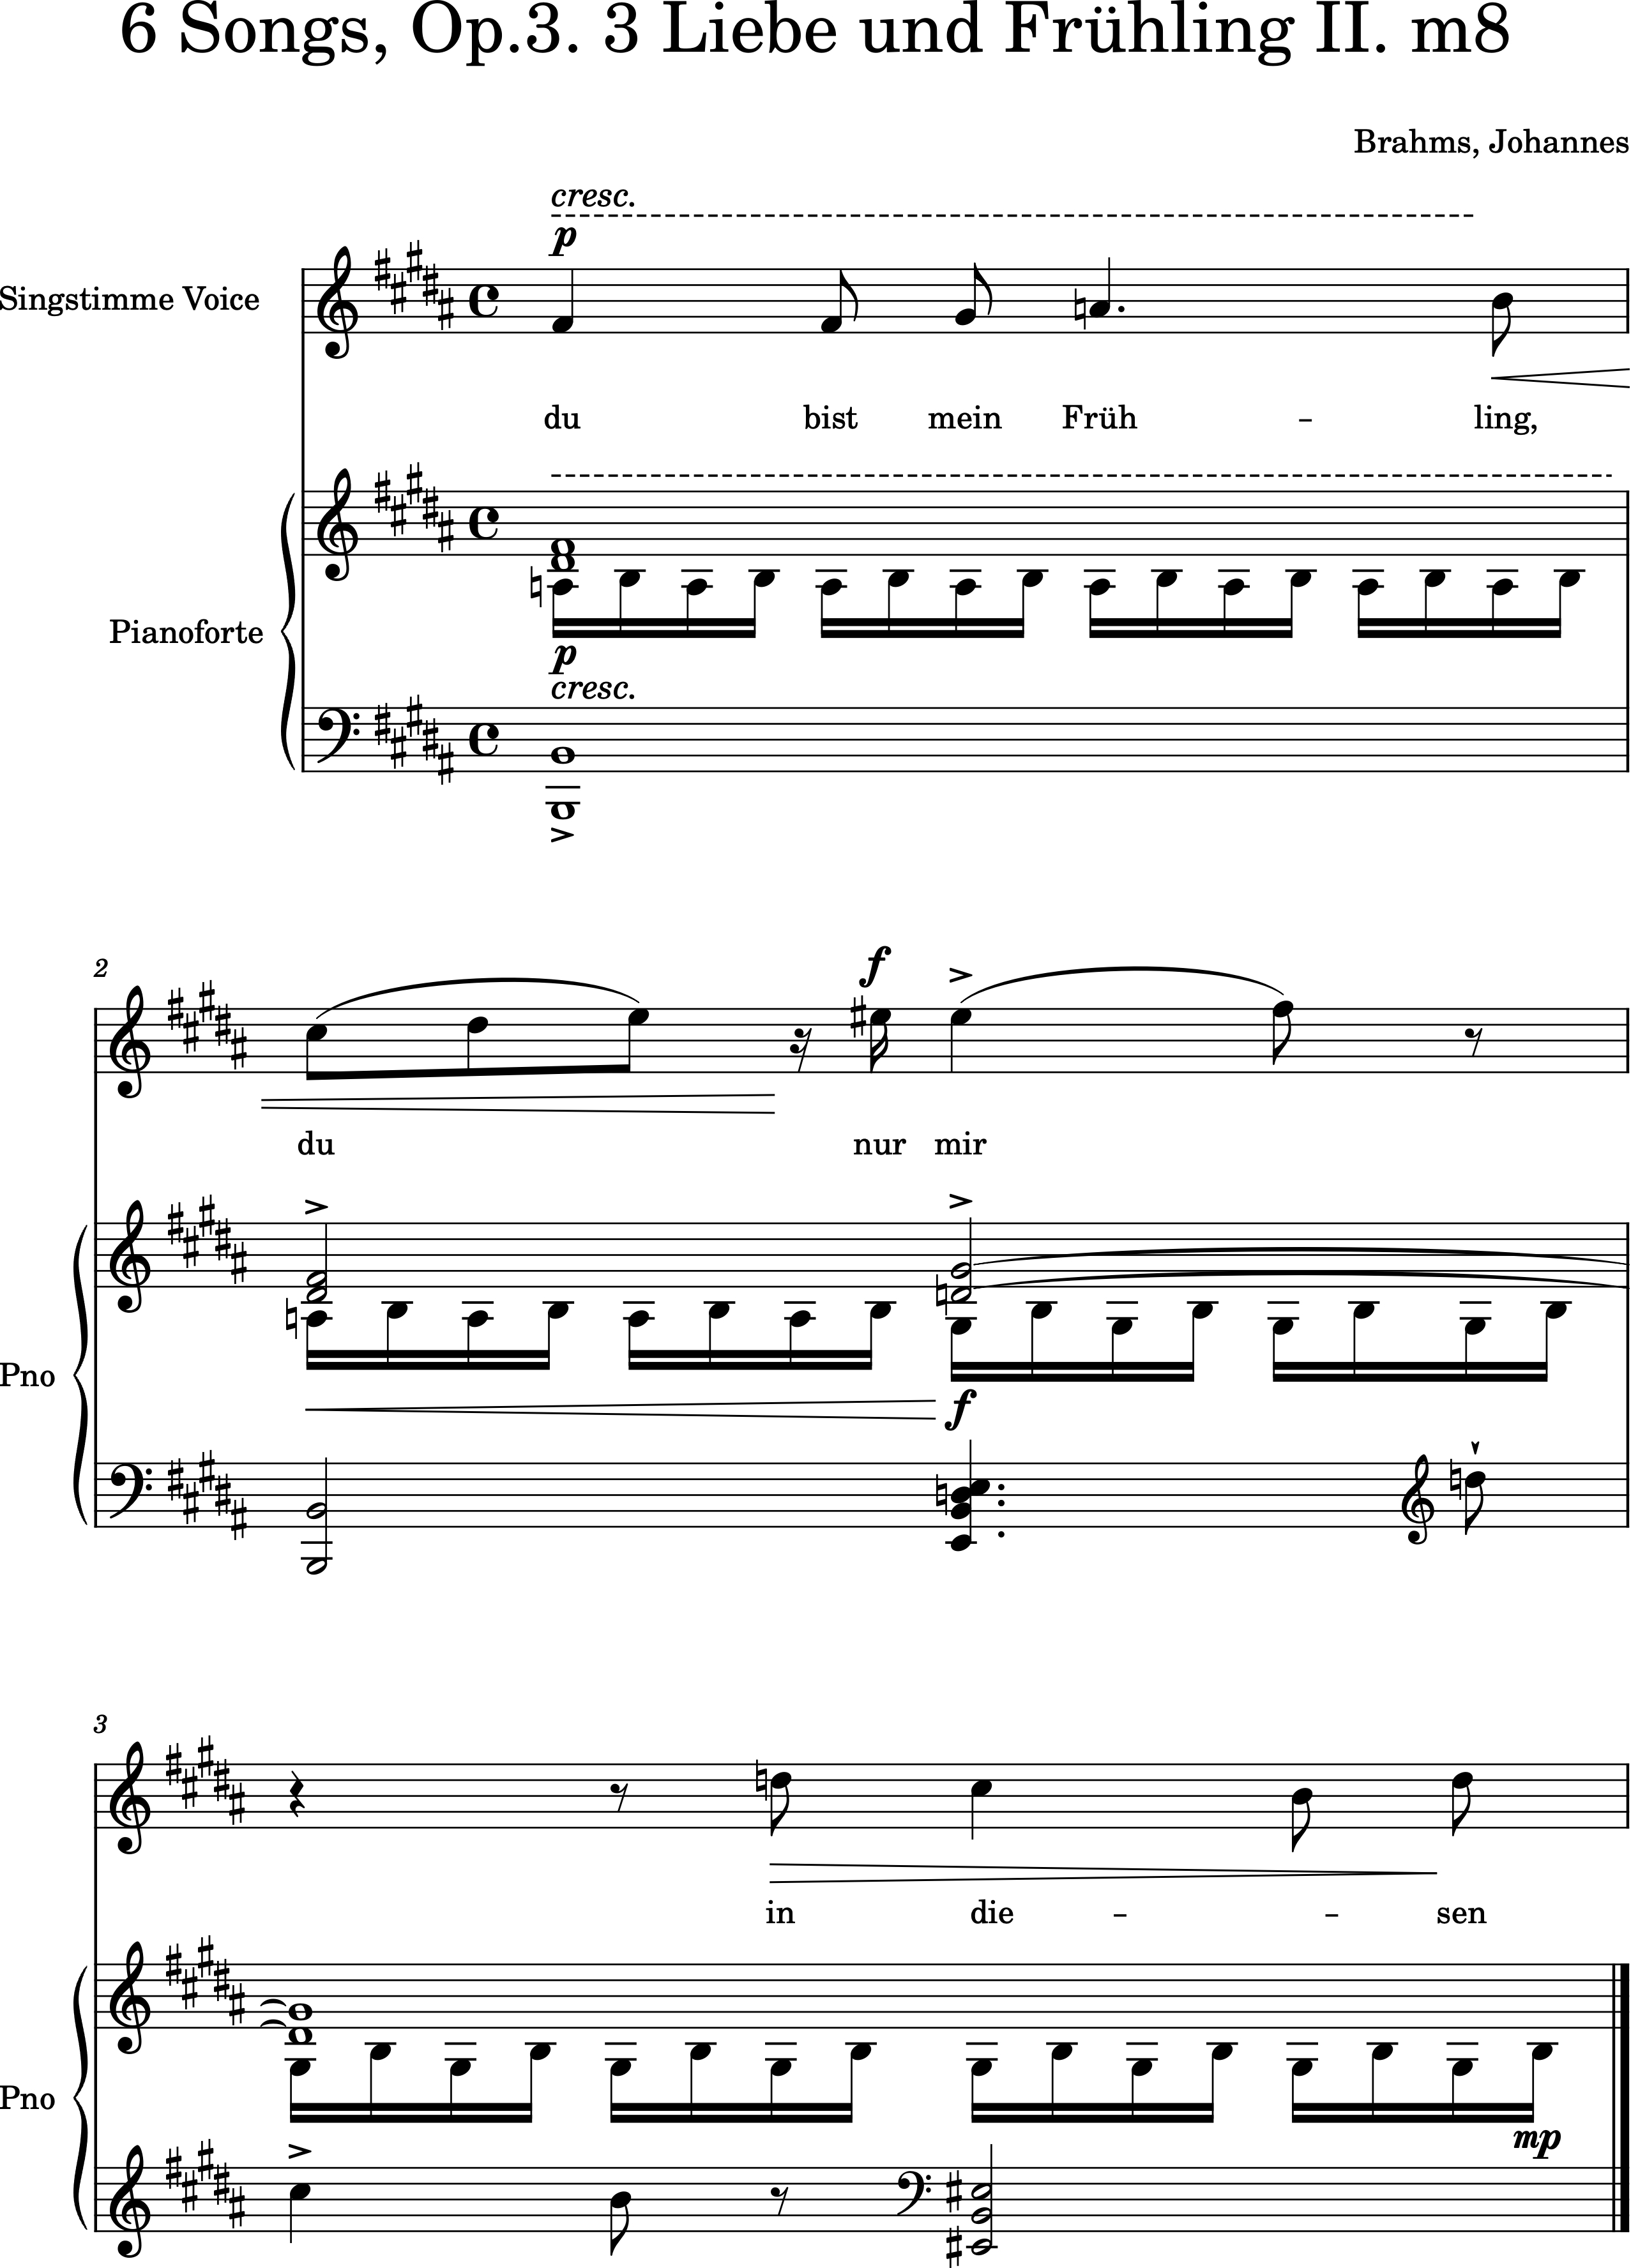 6 Songs, Op.3. 3 Liebe und Frühling II. m8
Brahms, Johannes
cresc.
p
Singstimme Voice
du bist mein Früh – ling,
Pianoforte
p
cresc.
2
f
du nur mir
Pno
f
3
in die – – sen
Pno
mp